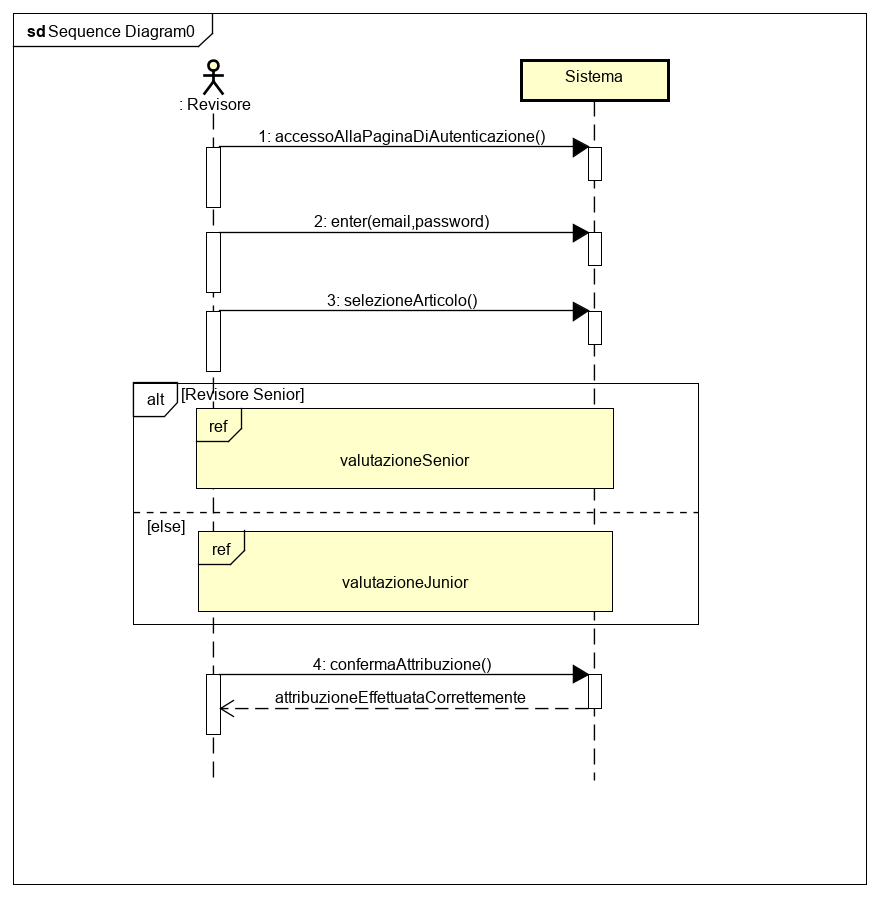 sd Sequence Diagram0
: Revisore
Sistema
1: accessoAllaPaginaDiAutenticazione()
2: enter(email,password)
3: selezioneArticolo()
alt
[Revisore Senior]
ref
valutazioneSenior
[else]
ref
valutazioneJunior
4: confermaAttribuzione()
attribuzioneEffettuataCorrettemente